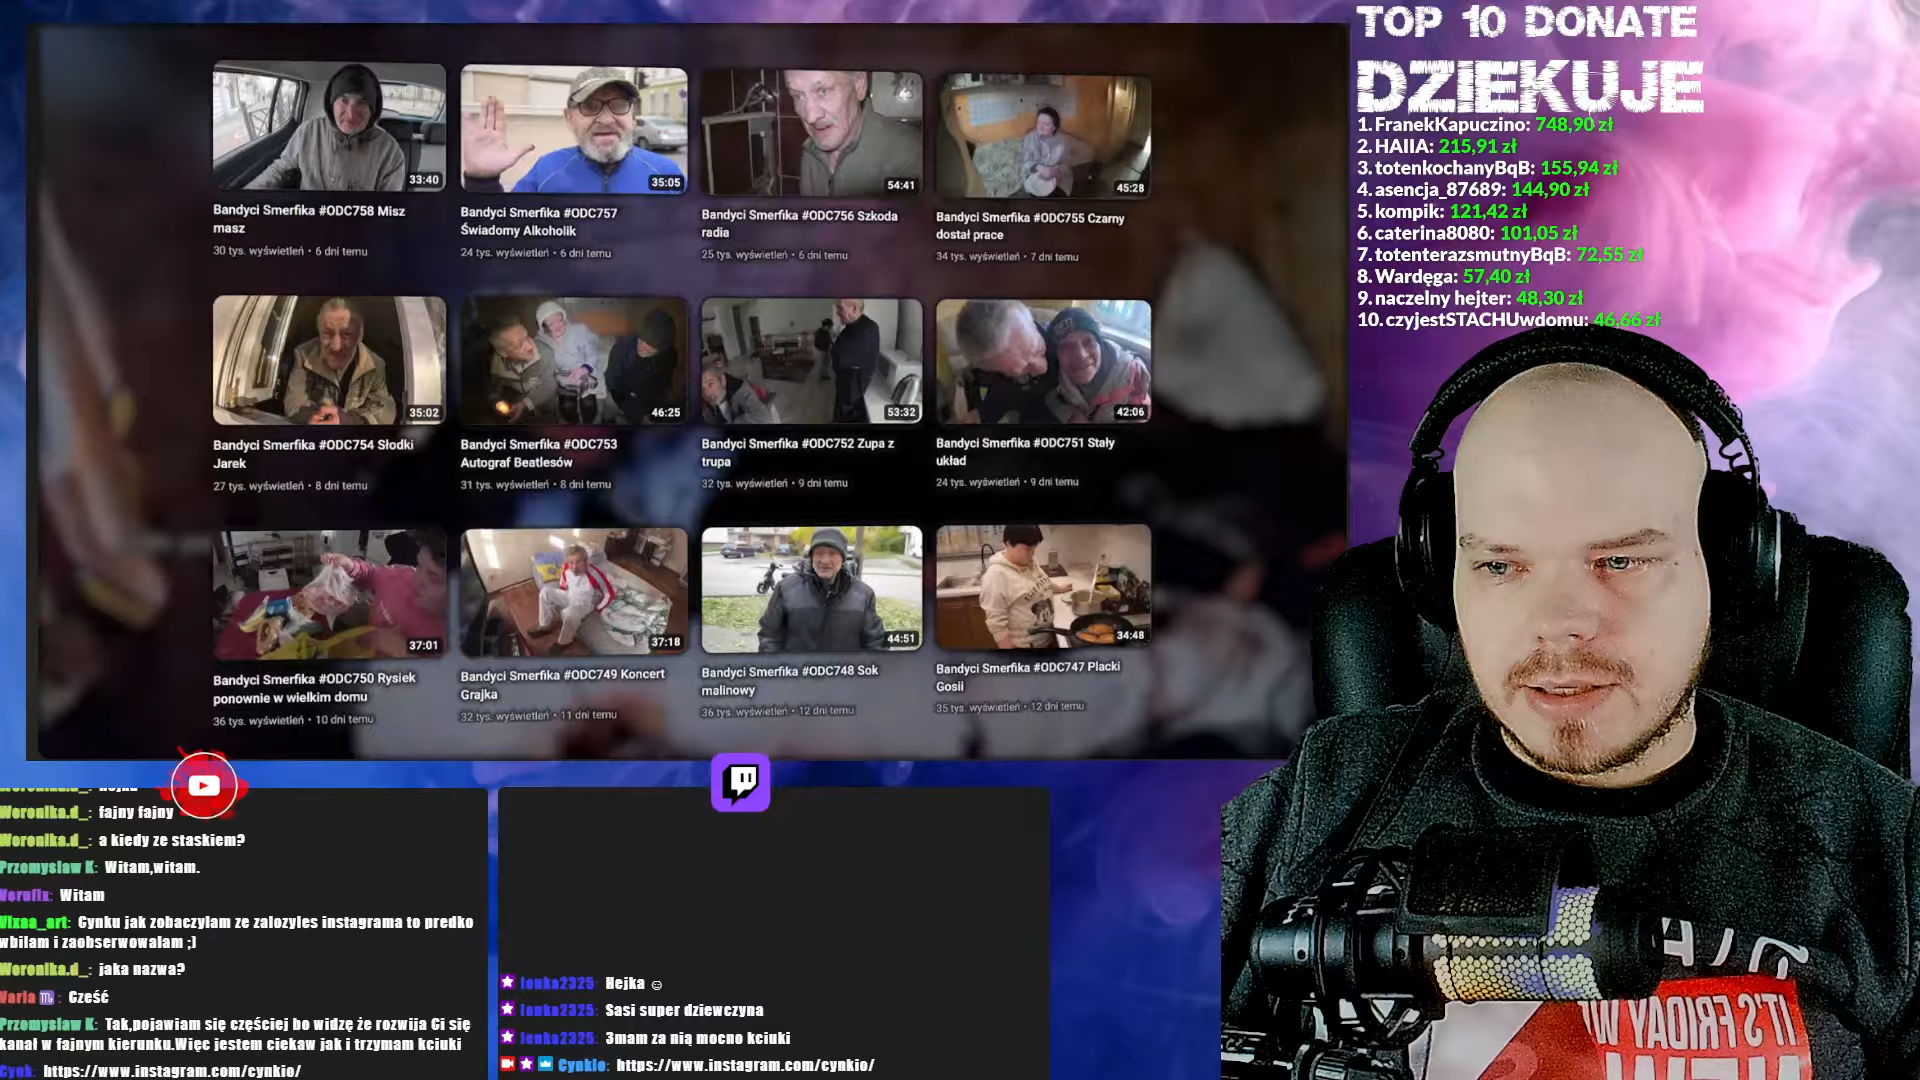 TOP 10 DONATE
DZIEKUJE
1. FranekKapuczino: 748,90 zł
2. HAIIA: 215,91 zł
3. totenkochanyBqB: 155,94 zł
4. asencja_87689: 144,90 zł
5. kompik: 121,42 zł
6. caterina8080: 101,05 zł
7. totenterazsmutnyBqB: 72,55 zł
8. Wardęga: 57,40 zł
9. naczelny hejter: 48,30 zł
10. czyjestSTACHUwdomu: 46,66 zł
33:40
35:05
54:41
45:28
Bandyci Smerfika #ODC758 Misz
masz
30 tys. wyświetleń • 6 dni temu
Bandyci Smerfika #ODC757
Świadomy Alkoholik
24 tys. wyświetleń • 6 dni temu
Bandyci Smerfika #ODC756 Szkoda
radia
25 tys. wyświetleń • 6 dni temu
Bandyci Smerfika #ODC755 Czarny
dostał prace
34 tys. wyświetleń • 7 dni temu
35:02
46:25
53:32
42:06
Bandyci Smerfika #ODC754 Słodki
Jarek
27 tys. wyświetleń • 8 dni temu
Bandyci Smerfika #ODC753
Autograf Beatlesów
31 tys. wyświetleń • 8 dni temu
Bandyci Smerfika #ODC752 Zupa z
trupa
32 tys. wyświetleń • 9 dni temu
Bandyci Smerfika #ODC751 Stały
układ
24 tys. wyświetleń • 9 dni temu
37:01
37:18
44:51
34:48
Bandyci Smerfika #ODC750 Rysiek
ponownie w wielkim domu
36 tys. wyświetleń • 10 dni temu
Bandyci Smerfika #ODC749 Koncert
Grajka
32 tys. wyświetleń • 11 dni temu
Bandyci Smerfika #ODC748 Sok
malinowy
36 tys. wyświetleń • 12 dni temu
Bandyci Smerfika #ODC747 Placki
Gosii
35 tys. wyświetleń • 12 dni temu
Weronika.d_: fajny fajny
Weronika.d_: a kiedy ze staskiem?
Przemyslaw K: Witam,witam.
Witam
Vixaa_art: Cynku jak zobaczylam ze zalozyles instagrama to predko
wbilam i zaobserwowalam ;)
Weronika.d_: jaka nazwa?
Varia: Cześć
Przemyslaw K: Tak,pojawiam się częściej bo widzę że rozwija Ci się
kanał w fajnym kierunku.Więc jestem ciekaw jak i trzymam kciuki
Cynk: https://www.instagram.com/cynkio/
lenka2325: Hejka ☺
lenka2325: Sasi super dziewczyna
lenka2325: 3mam za nią mocno kciuki
Cynkio: https://www.instagram.com/cynkio/
IT'S FRIDAY
NEW